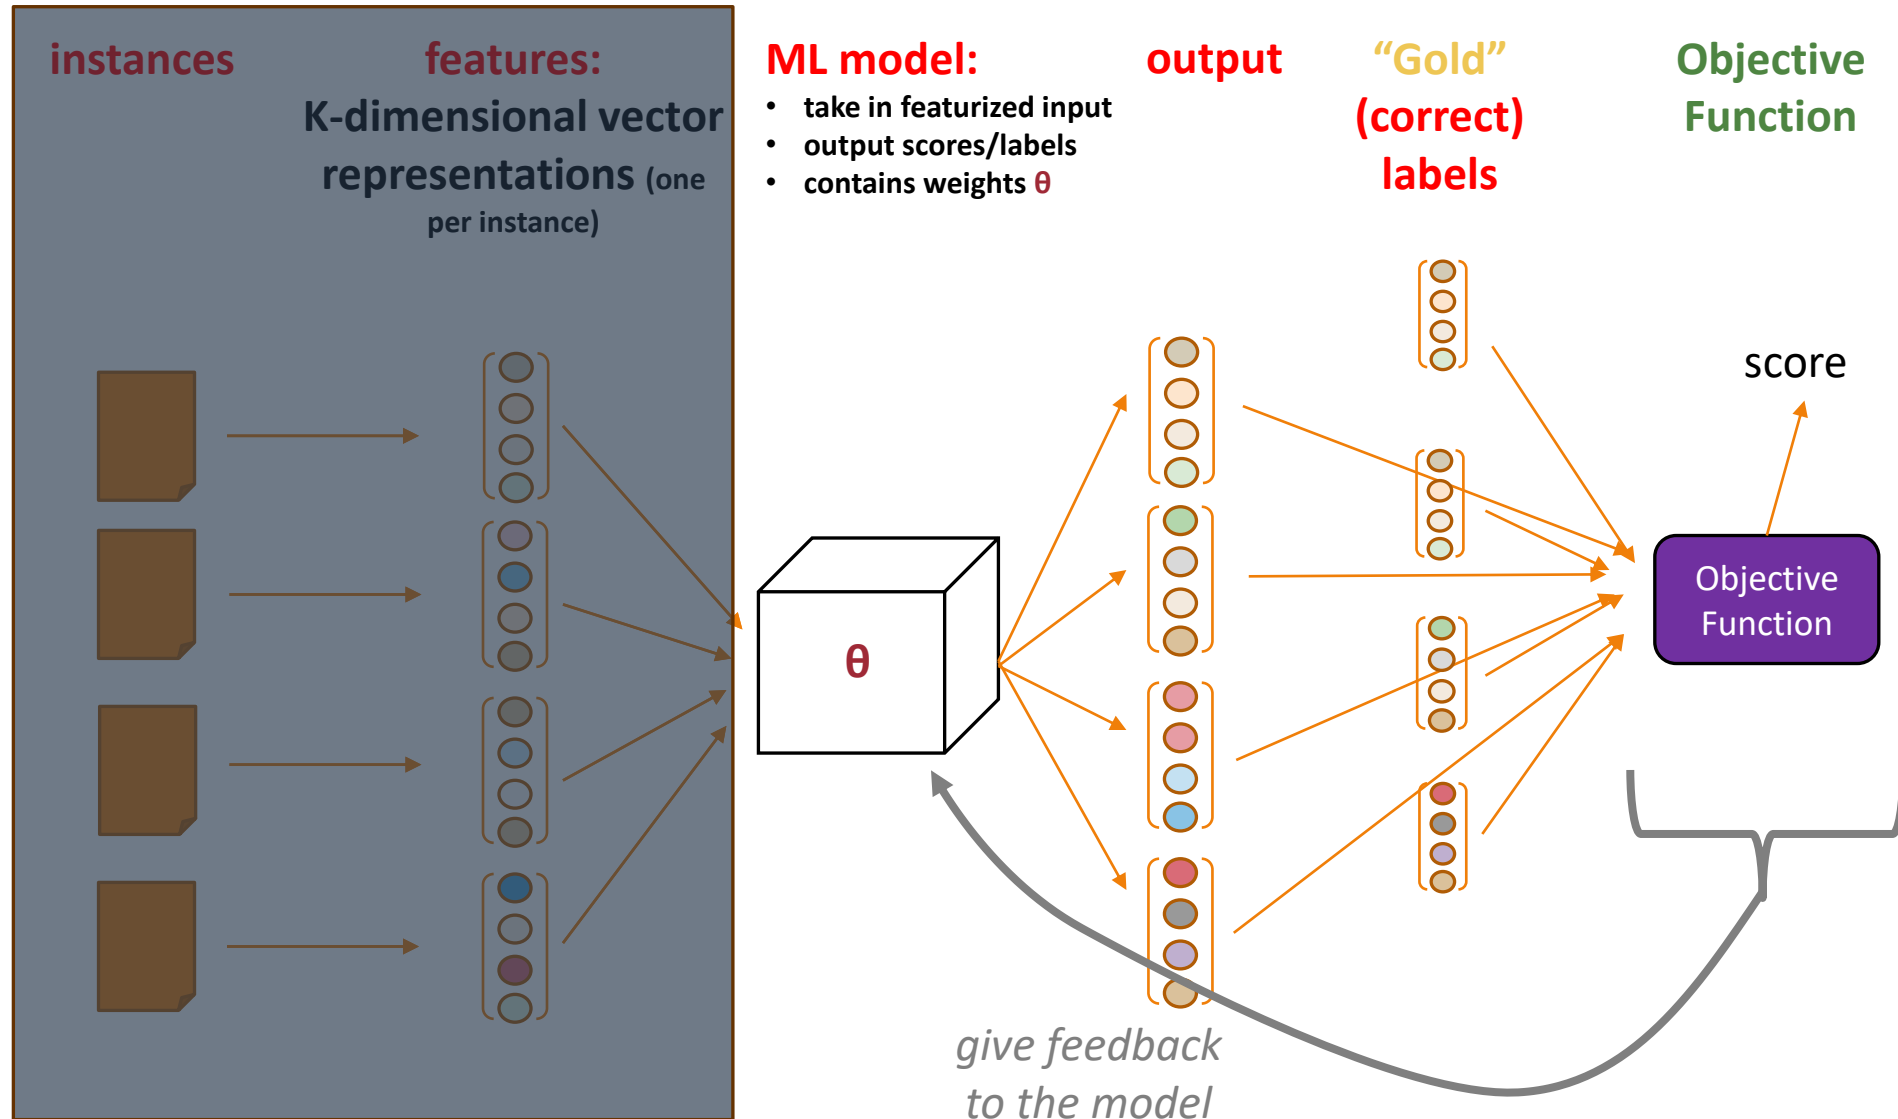 instances
features:
K-dimensional vector
representations (one
per instance)
ML model:
• take in featurized input
• output scores/labels
• contains weights θ
output
“Gold”
(correct)
labels
Objective
Function
score
θ
Objective
Function
give feedback
to the model